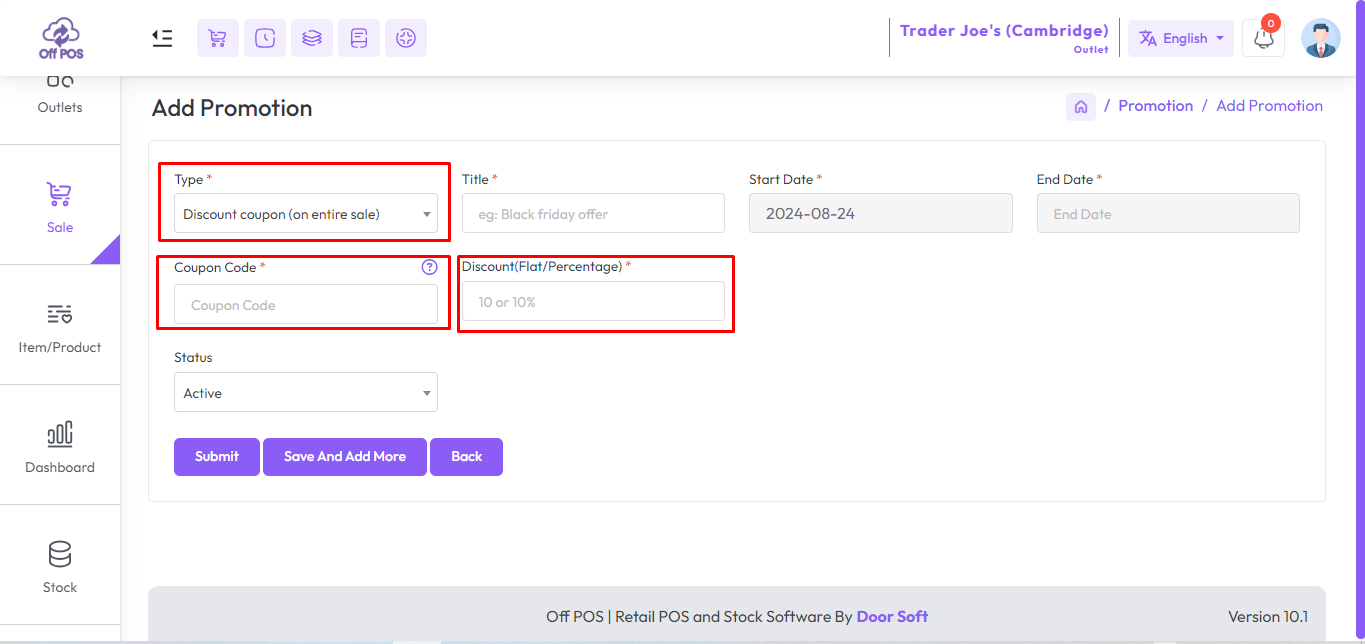 Off POS
Trader Joe's (Cambridge)
Outlet
English
0
Outlets
Sale
Item/Product
Dashboard
Stock
Add Promotion
/ Promotion / Add Promotion
Type *
Title *
Start Date *
End Date *
Discount coupon (on entire sale)
eg: Black friday offer
2024-08-24
End Date
Coupon Code *
?
Discount(Flat/Percentage) *
Coupon Code
10 or 10%
Status
Active
Submit
Save And Add More
Back
Off POS | Retail POS and Stock Software By Door Soft
Version 10.1